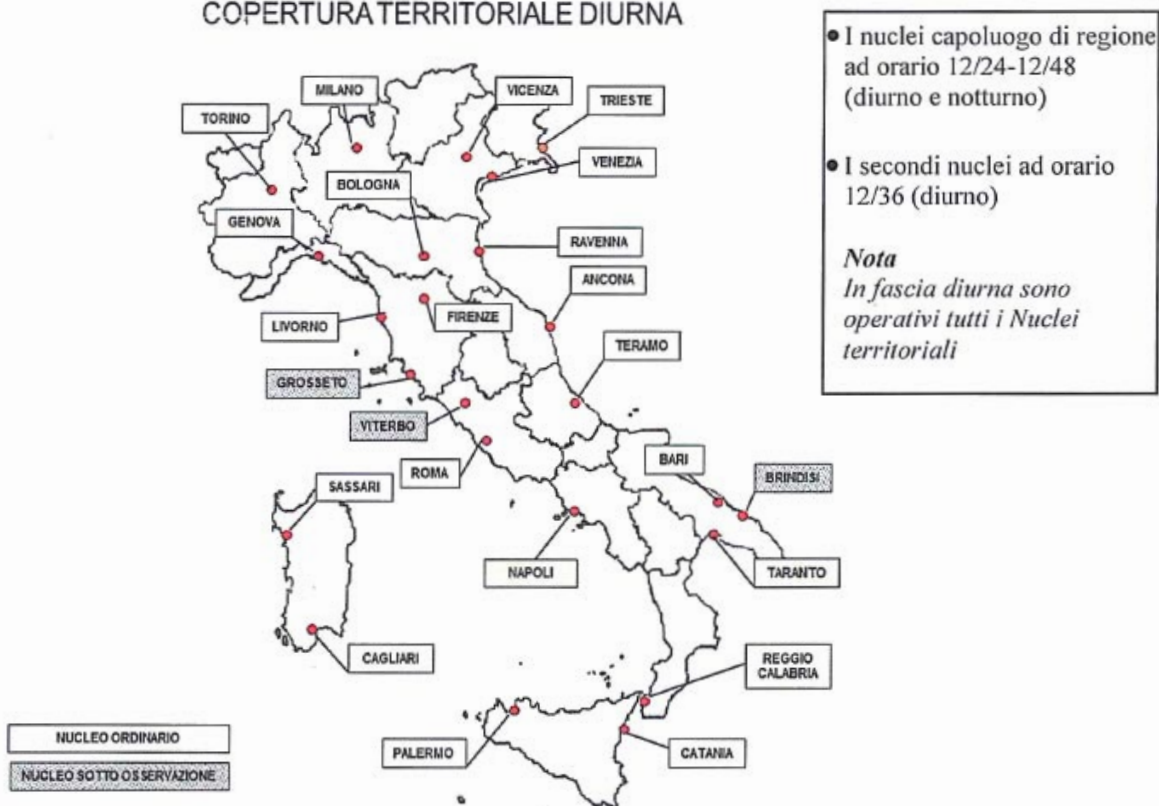 COPERTURA TERRITORIALE DIURNA
● I nuclei capoluogo di regione
ad orario 12/24-12/48
(diurno e notturno)
● I secondi nuclei ad orario
12/36 (diurno)
Nota
In fascia diurna sono
operativi tutti i Nuclei
territoriali
MILANO
VICENZA
TRIESTE
TORINO
VENEZIA
BOLOGNA
GENOVA
RAVENNA
ANCONA
LIVORNO
FIRENZE
TERAMO
GROSSETO
VITERBO
ROMA
BARI
BRINDISI
SASSARI
NAPOLI
TARANTO
CAGLIARI
REGGIO
CALABRIA
PALERMO
CATANIA
NUCLEO ORDINARIO
NUCLEO SOTTO OSSERVAZIONE